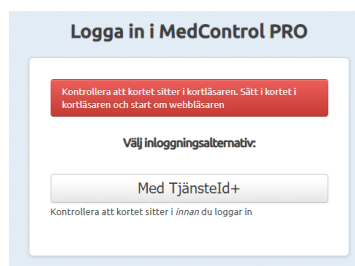 Logga in i MedControl PRO
Kontrollera att kortet sitter i kortläsaren. Sätt i kortet i
kortläsaren och start om webbläsaren
Välj inloggningsalternativ:
Med TjänsteId+
Kontrollera att kortet sitter i innan du loggar in